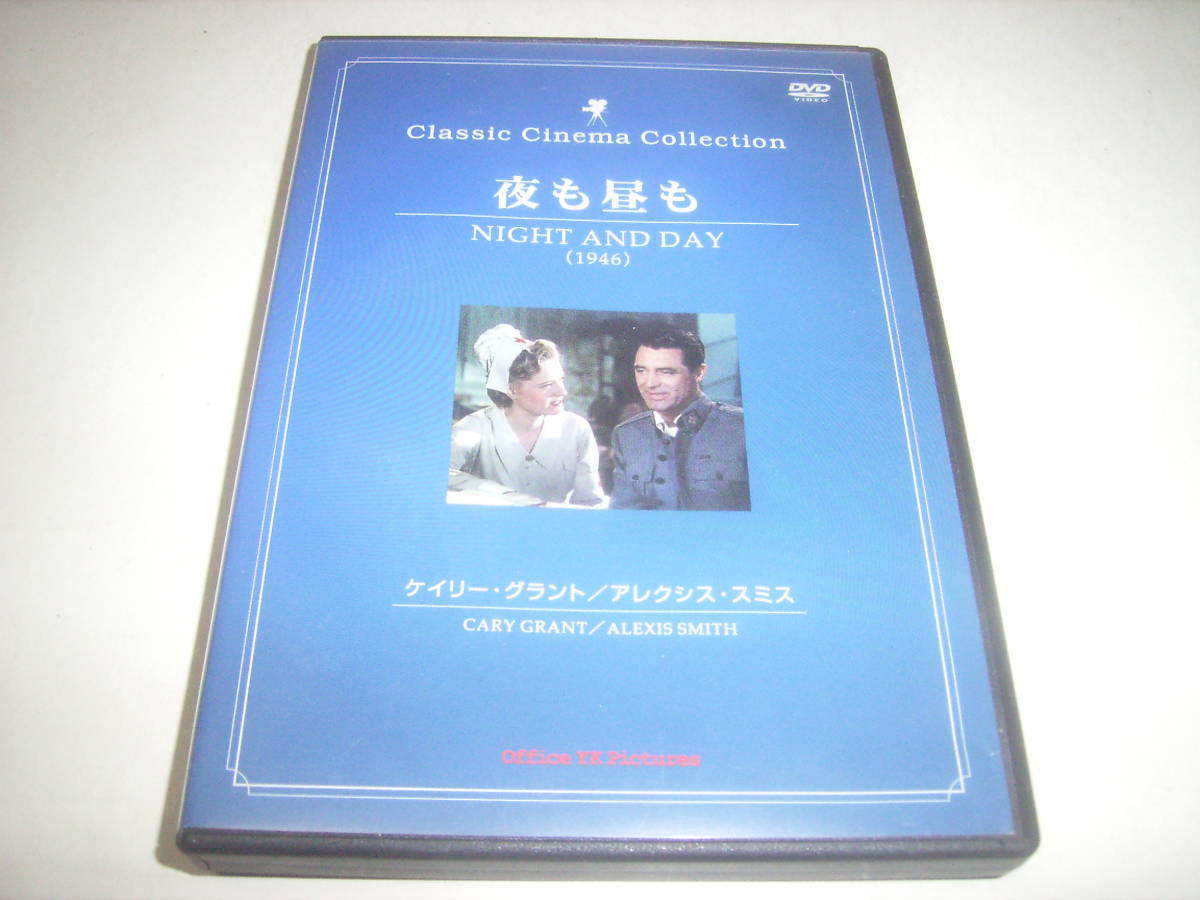 DVD
VIDEO
Classic Cinema Collection
夜も昼も
NIGHT AND DAY
(1946)
ケイリー・グラント/アレクシス・スミス
CARY GRANT/ALEXIS SMITH
Office YK Pictures